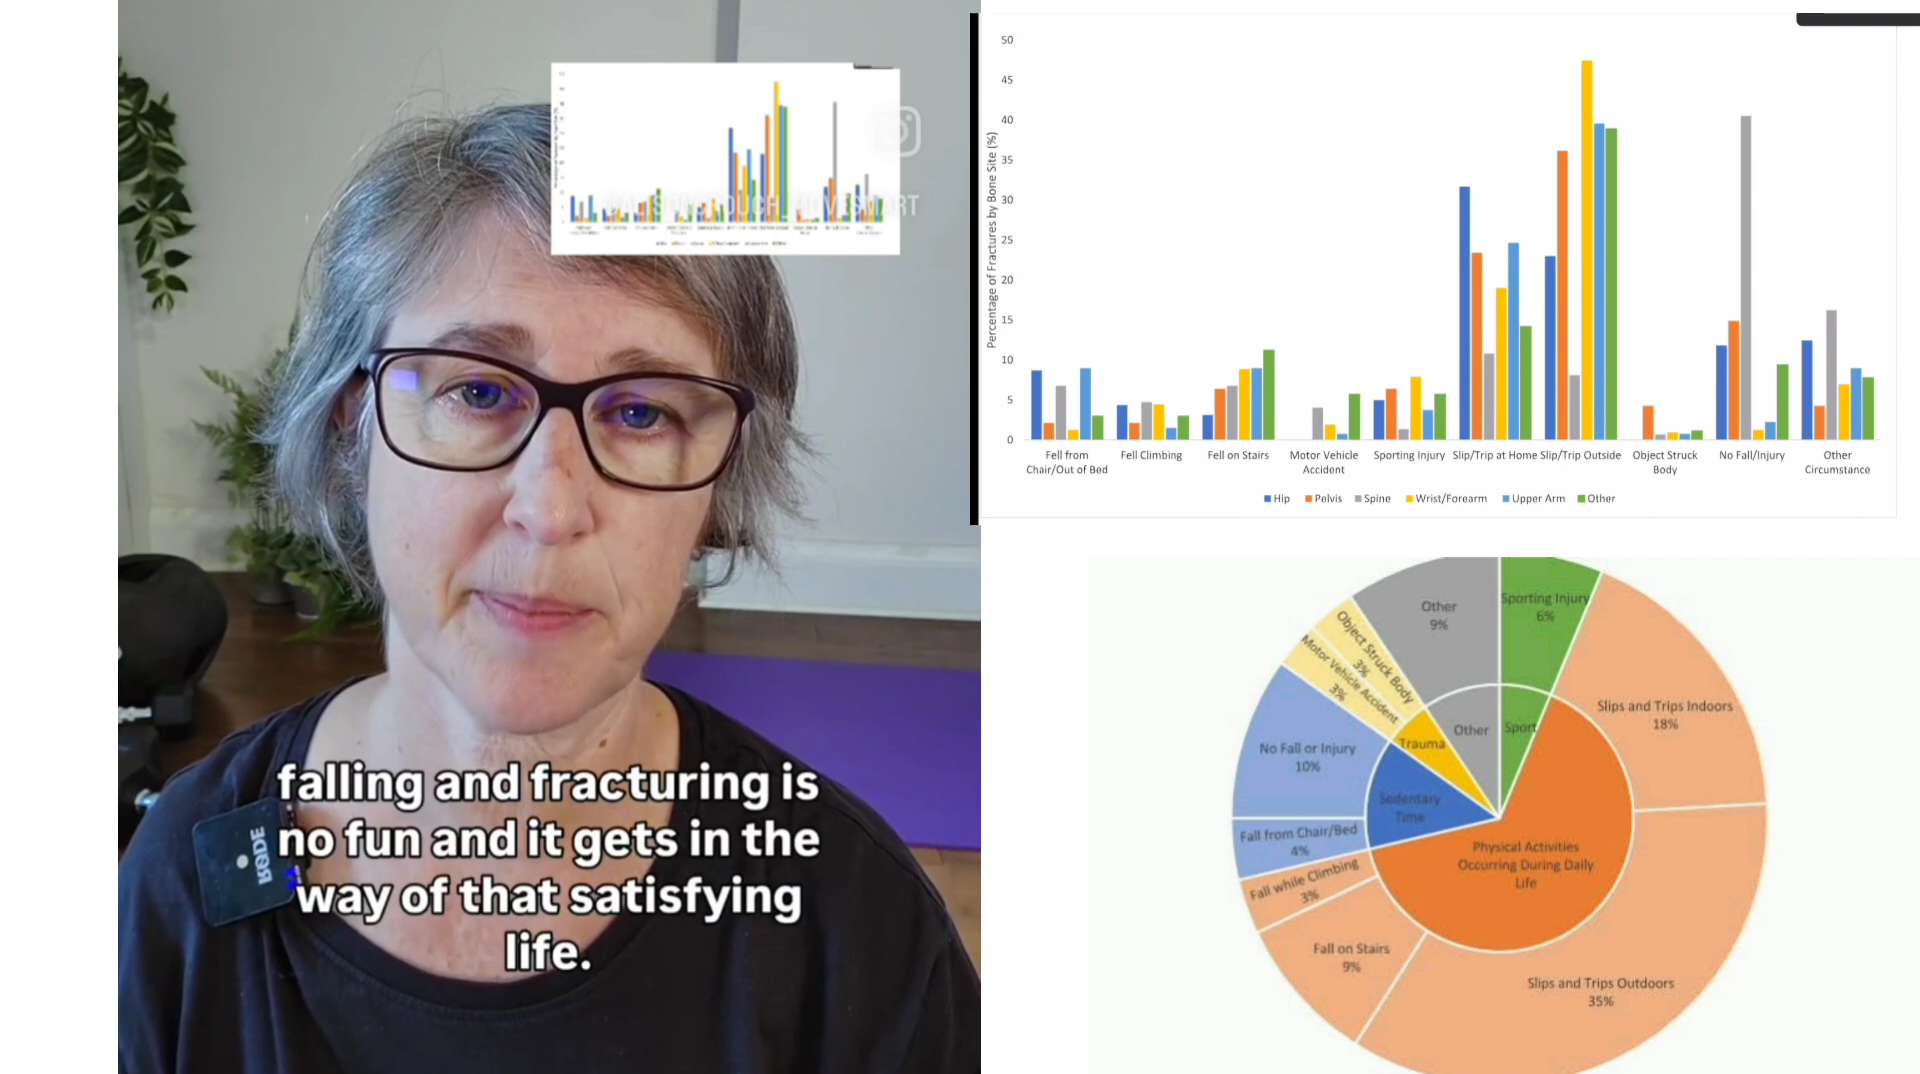 falling and fracturing is
no fun and it gets in the
way of that satisfying
life.
RØDE
Percentage of Fractures by Bone Site (%)
50
45
40
35
30
25
20
15
10
5
0
Fell from
Chair/Out of Bed
Fell Climbing
Fell on Stairs
Motor Vehicle
Accident
Sporting Injury
Slip/Trip at Home
Slip/Trip Outside
Object Struck
Body
No Fall/Injury
Other
Circumstance
Hip
Pelvis
Spine
Wrist/Forearm
Upper Arm
Other
Other
9%
Sporting Injury
6%
Object Struck Body
3%
Motor Vehicle Accident
3%
Slips and Trips Indoors
18%
No Fall or Injury
10%
Other
Sport
Trauma
Sedentary
Time
Fall from Chair/Bed
4%
Physical Activities
Occurring During Daily
Life
Fall while Climbing
3%
Fall on Stairs
9%
Slips and Trips Outdoors
35%